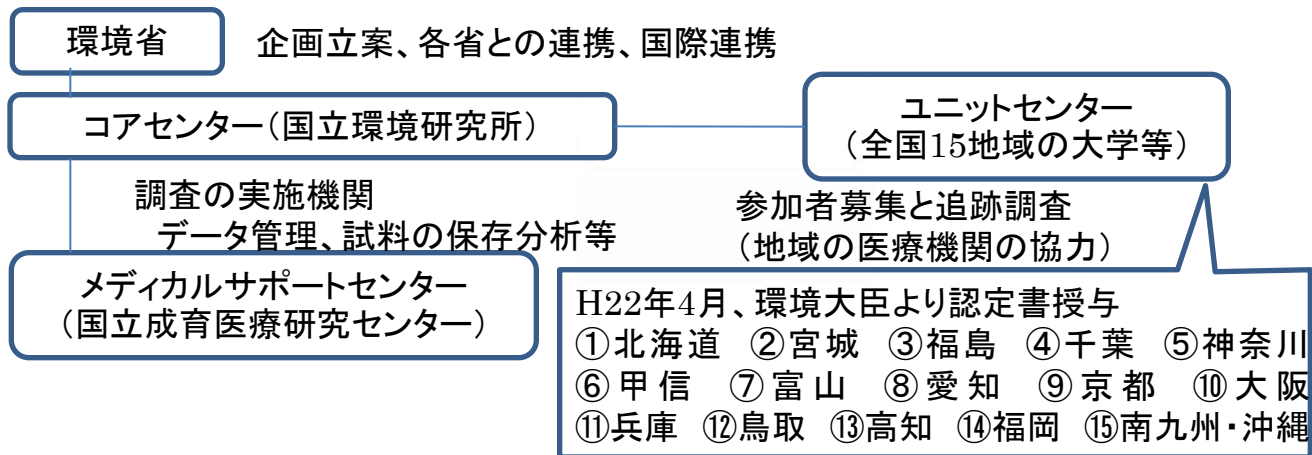 環境省
企画立案、各省との連携、国際連携
コアセンター（国立環境研究所）
ユニットセンター
（全国15地域の大学等）
調査の実施機関
データ管理、試料の保存分析等
参加者募集と追跡調査
（地域の医療機関の協力）
メディカルサポートセンター
（国立成育医療研究センター）
H22年4月、環境大臣より認定書授与
①北海道 ②宮城 ③福島 ④千葉 ⑤神奈川
⑥甲信 ⑦富山 ⑧愛知 ⑨京都 ⑩大阪
⑪兵庫 ⑫鳥取 ⑬高知 ⑭福岡 ⑮南九州・沖縄